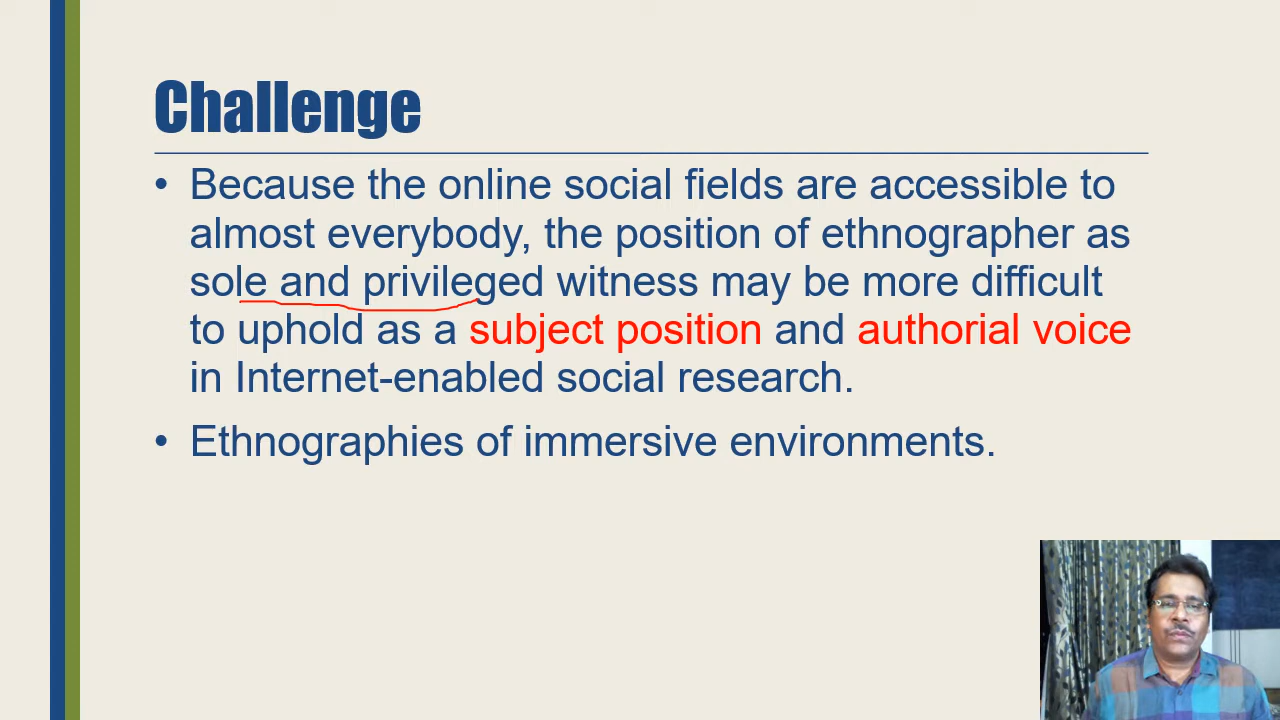 Challenge
• Because the online social fields are accessible to
almost everybody, the position of ethnographer as
sole and privileged witness may be more difficult
to uphold as a subject position and authorial voice
in Internet-enabled social research.
• Ethnographies of immersive environments.